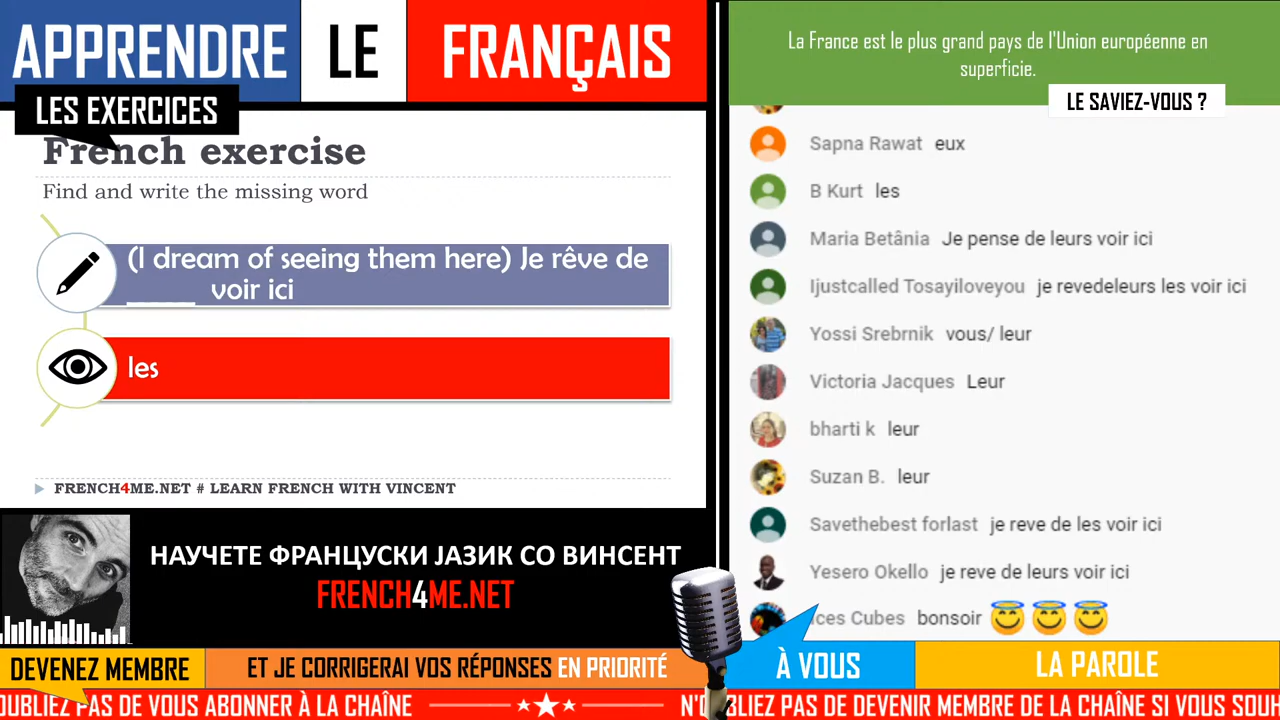 APPRENDRE LE FRANÇAIS
LES EXERCICES
French exercise
Find and write the missing word
(I dream of seeing them here) Je rêve de
_____ voir ici
les
FRENCH4ME.NET # LEARN FRENCH WITH VINCENT
НАУЧЕТЕ ФРАНЦУСКИ ЈАЗИК СО ВИНСЕНТ
FRENCH4ME.NET
DEVENEZ MEMBRE
ET JE CORRIGERAI VOS RÉPONSES EN PRIORITÉ
La France est le plus grand pays de l'Union européenne en
superficie.
LE SAVIEZ-VOUS ?
Sapna Rawat eux
B Kurt les
Maria Betânia Je pense de leurs voir ici
Ijustcalled Tosayiloveyou je revedeleurs les voir ici
Yossi Srebrnik vous/ leur
Victoria Jacques Leur
bharti k leur
Suzan B. leur
Savethebest forlast je reve de les voir ici
Yesero Okello je reve de leurs voir ici
Ices Cubes bonsoir 😇 😇 😇
À VOUS
LA PAROLE
OUBLIEZ PAS DE VOUS ABONNER À LA CHAÎNE
N'OUBLIEZ PAS DE DEVENIR MEMBRE DE LA CHAÎNE SI VOUS SOUH